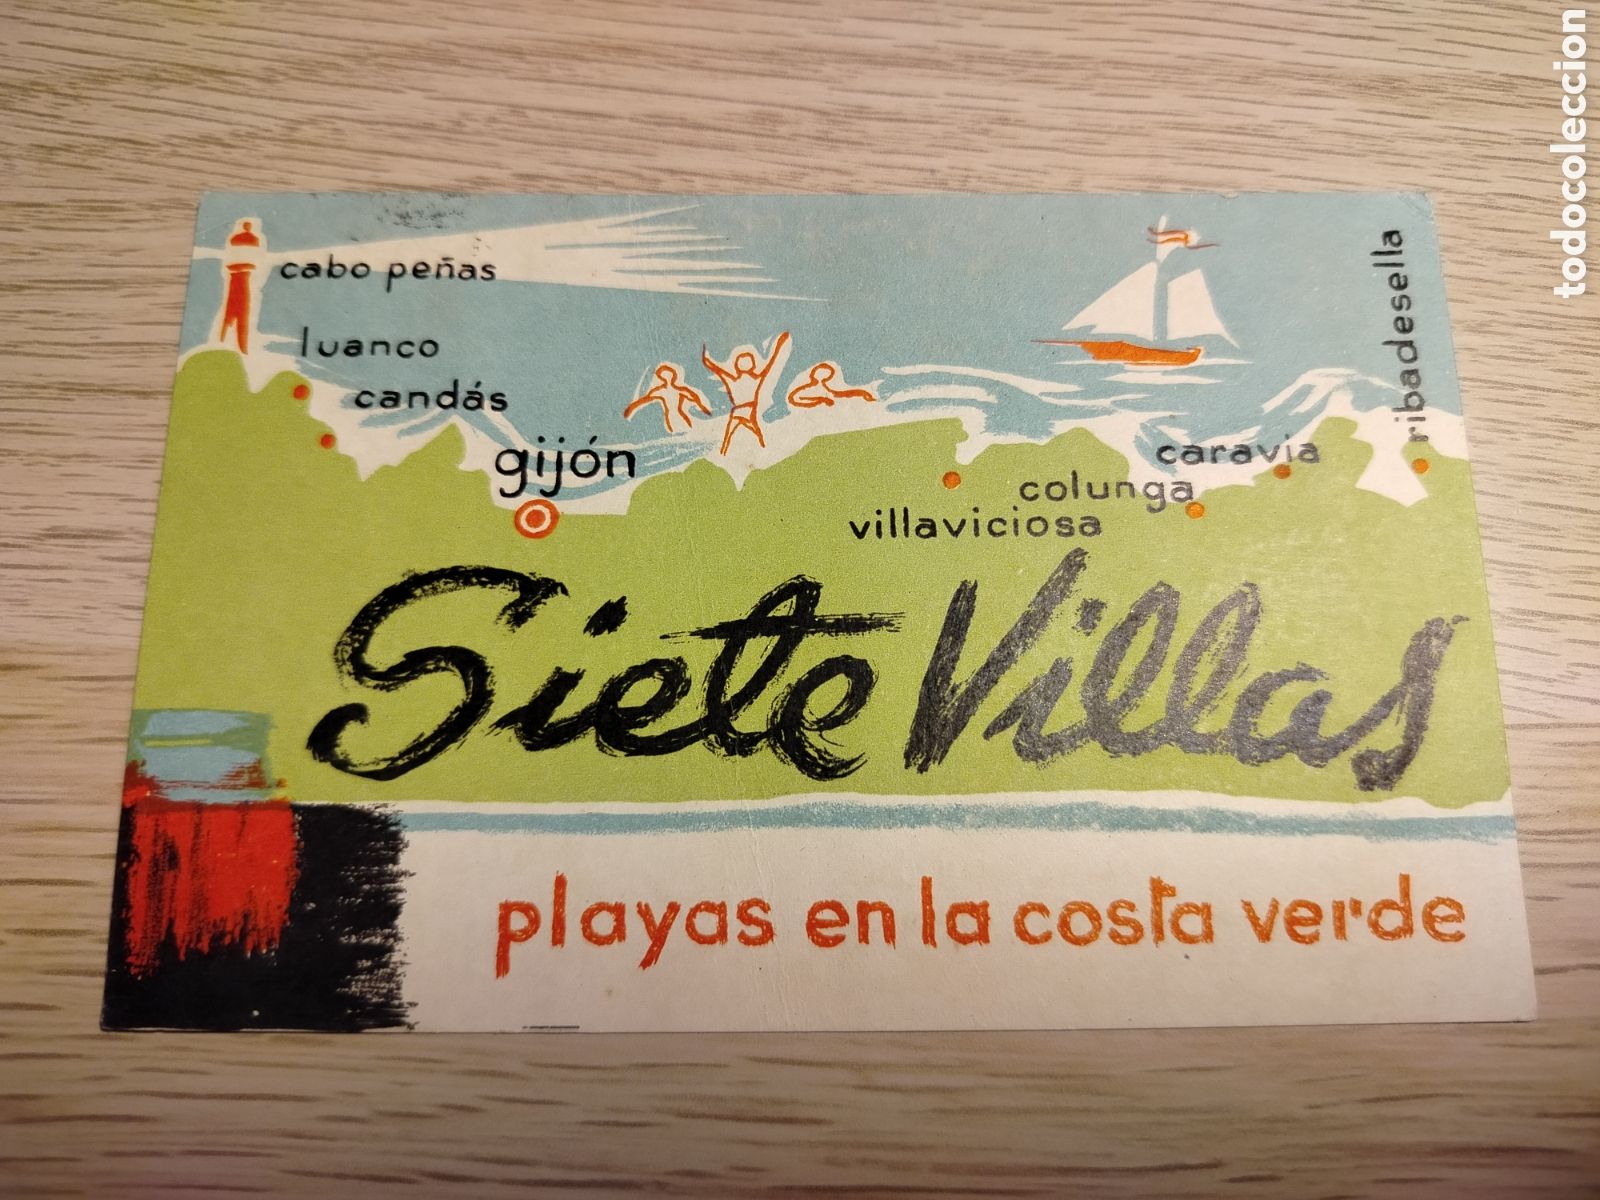 todocoleccion
cabo peñas
luanco
candás
gijón
villaviciosa
colunga
caravia
ribadesella
Siete Villas
playas en la costa verde